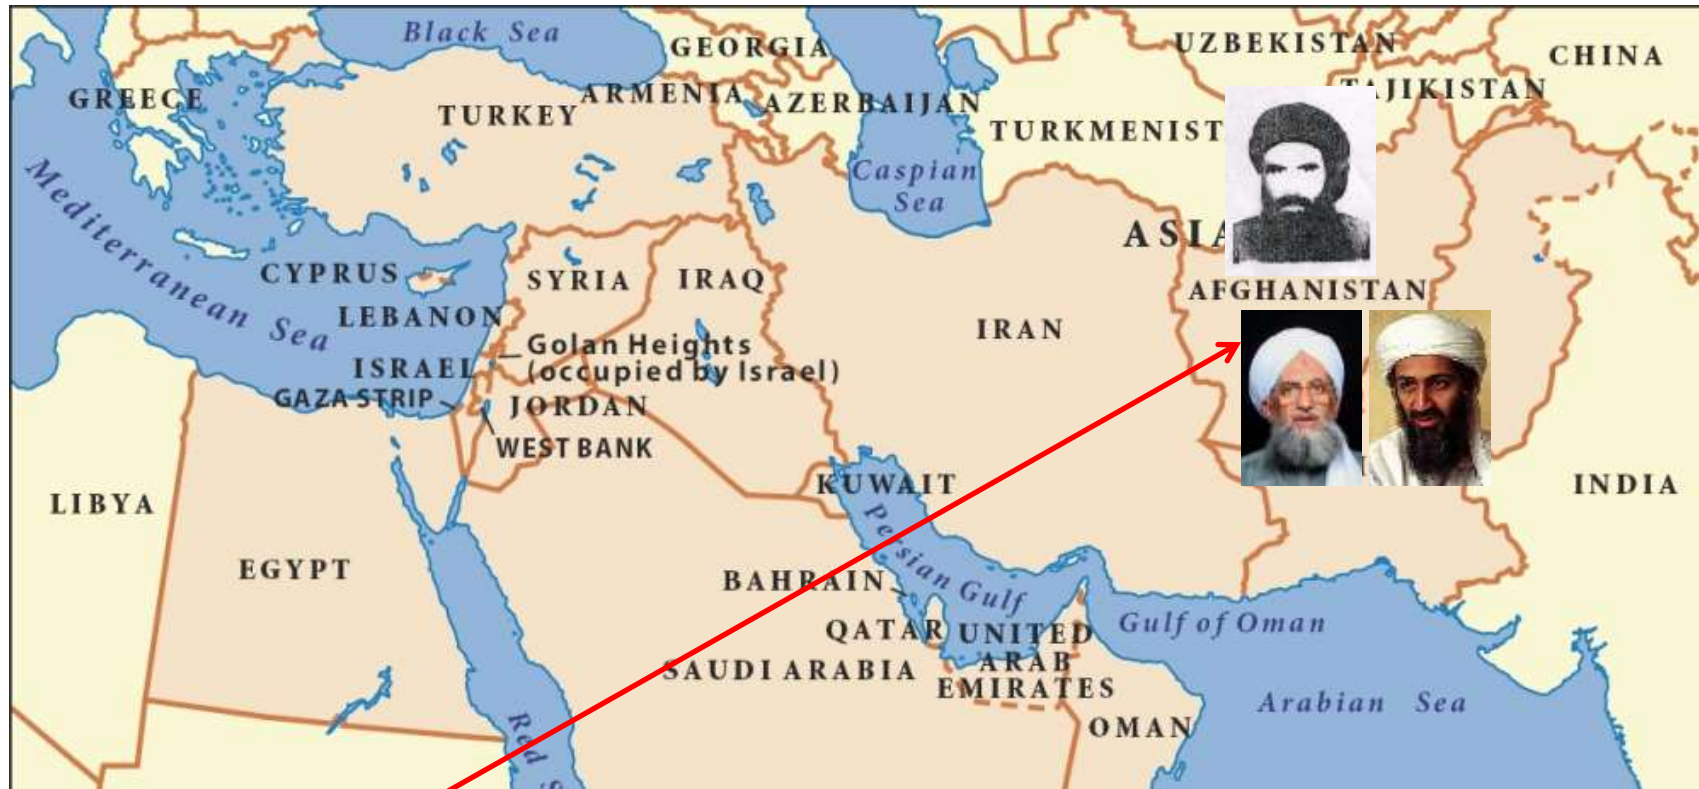 Black Sea
GEORGIA
UZBEKISTAN
CHINA
GREECE
TURKEY
ARMENIA
AZERBAIJAN
TAJIKISTAN
TURKMENIST
Caspian
Sea
Mediterranean Sea
ASIA
CYPRUS
SYRIA
IRAQ
AFGHANISTAN
LEBANON
IRAN
Golan Heights
(occupied by Israel)
ISRAEL
GAZA STRIP
JORDAN
WEST BANK
KUWAIT
INDIA
LIBYA
Persian Gulf
EGYPT
BAHRAIN
QATAR
UNITED
ARAB
EMIRATES
Gulf of Oman
SAUDI ARABIA
Arabian Sea
OMAN
Red S